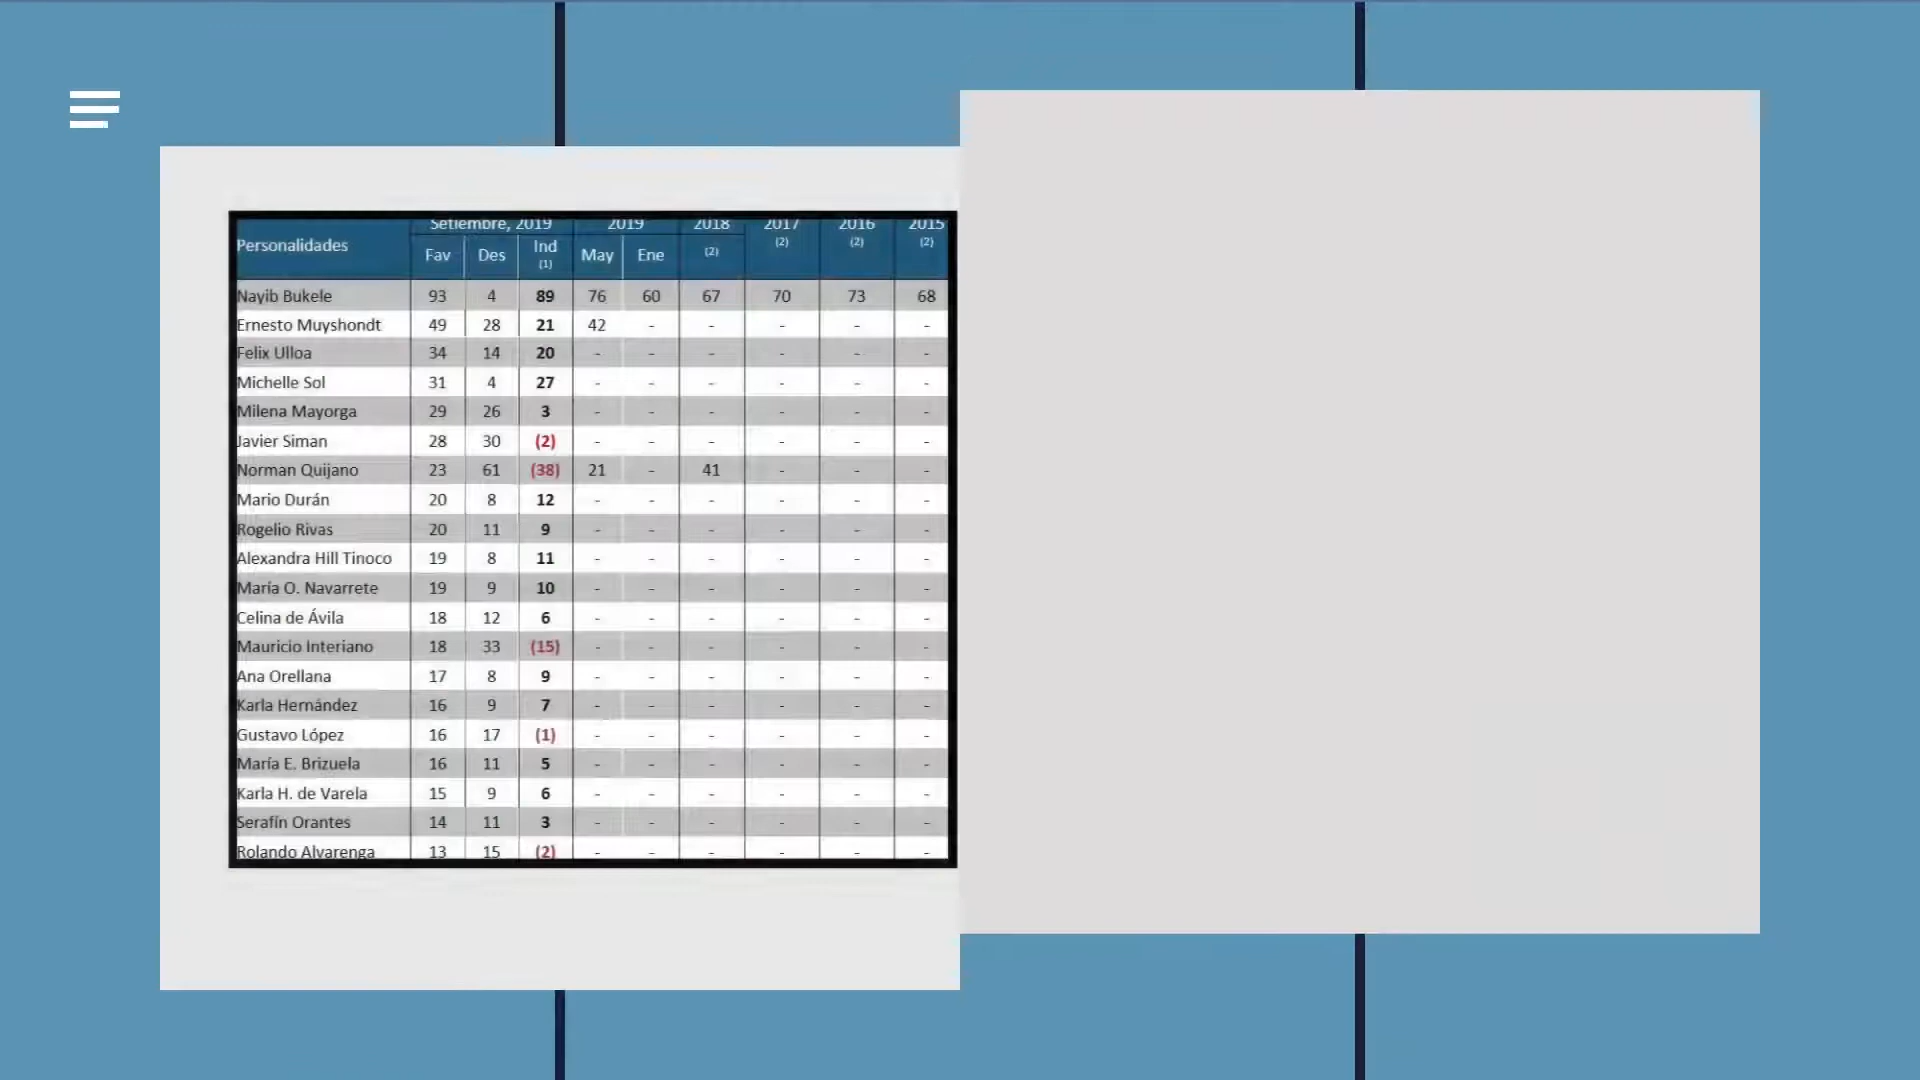 Personalidades Setiembre, 2019 2019 2018 2017 2016 2015
Fav Des Ind (1) May Ene (2) (2) (2) (2)
Nayib Bukele 93 4 89 76 60 67 70 73 68
Ernesto Muyshondt 49 28 21 42 - - - - -
Felix Ulloa 34 14 20 - - - - - -
Michelle Sol 31 4 27 - - - - - -
Milena Mayorga 29 26 3 - - - - - -
Javier Siman 28 30 (2) - - - - - -
Norman Quijano 23 61 (38) 21 - 41 - - -
Mario Durán 20 8 12 - - - - - -
Rogelio Rivas 20 11 9 - - - - - -
Alexandra Hill Tinoco 19 8 11 - - - - - -
María O. Navarrete 19 9 10 - - - - - -
Celina de Ávila 18 12 6 - - - - - -
Mauricio Interiano 18 33 (15) - - - - - -
Ana Orellana 17 8 9 - - - - - -
Karla Hernández 16 9 7 - - - - - -
Gustavo López 16 17 (1) - - - - - -
María E. Brizuela 16 11 5 - - - - - -
Karla H. de Varela 15 9 6 - - - - - -
Serafín Orantes 14 11 3 - - - - - -
Rolando Alvarenga 13 15 (2) - - - - - -